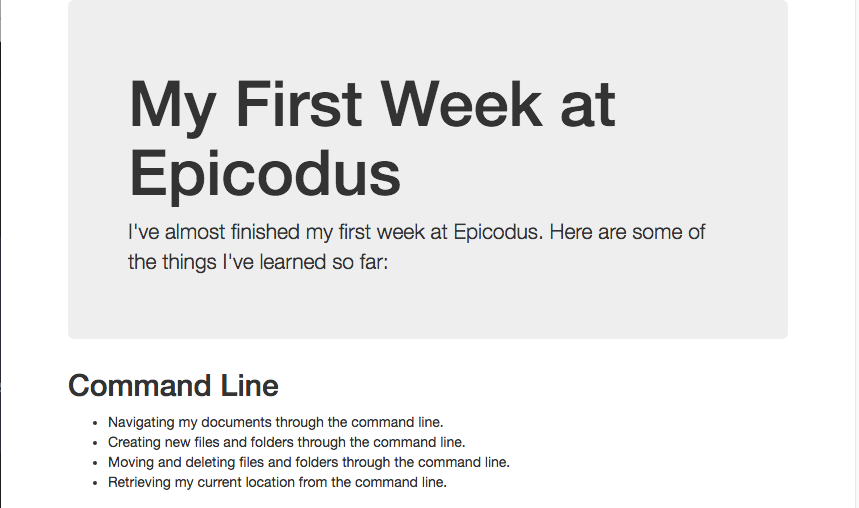 My First Week at
Epicodus
I've almost finished my first week at Epicodus. Here are some of
the things I've learned so far:
Command Line
• Navigating my documents through the command line.
• Creating new files and folders through the command line.
• Moving and deleting files and folders through the command line.
• Retrieving my current location from the command line.